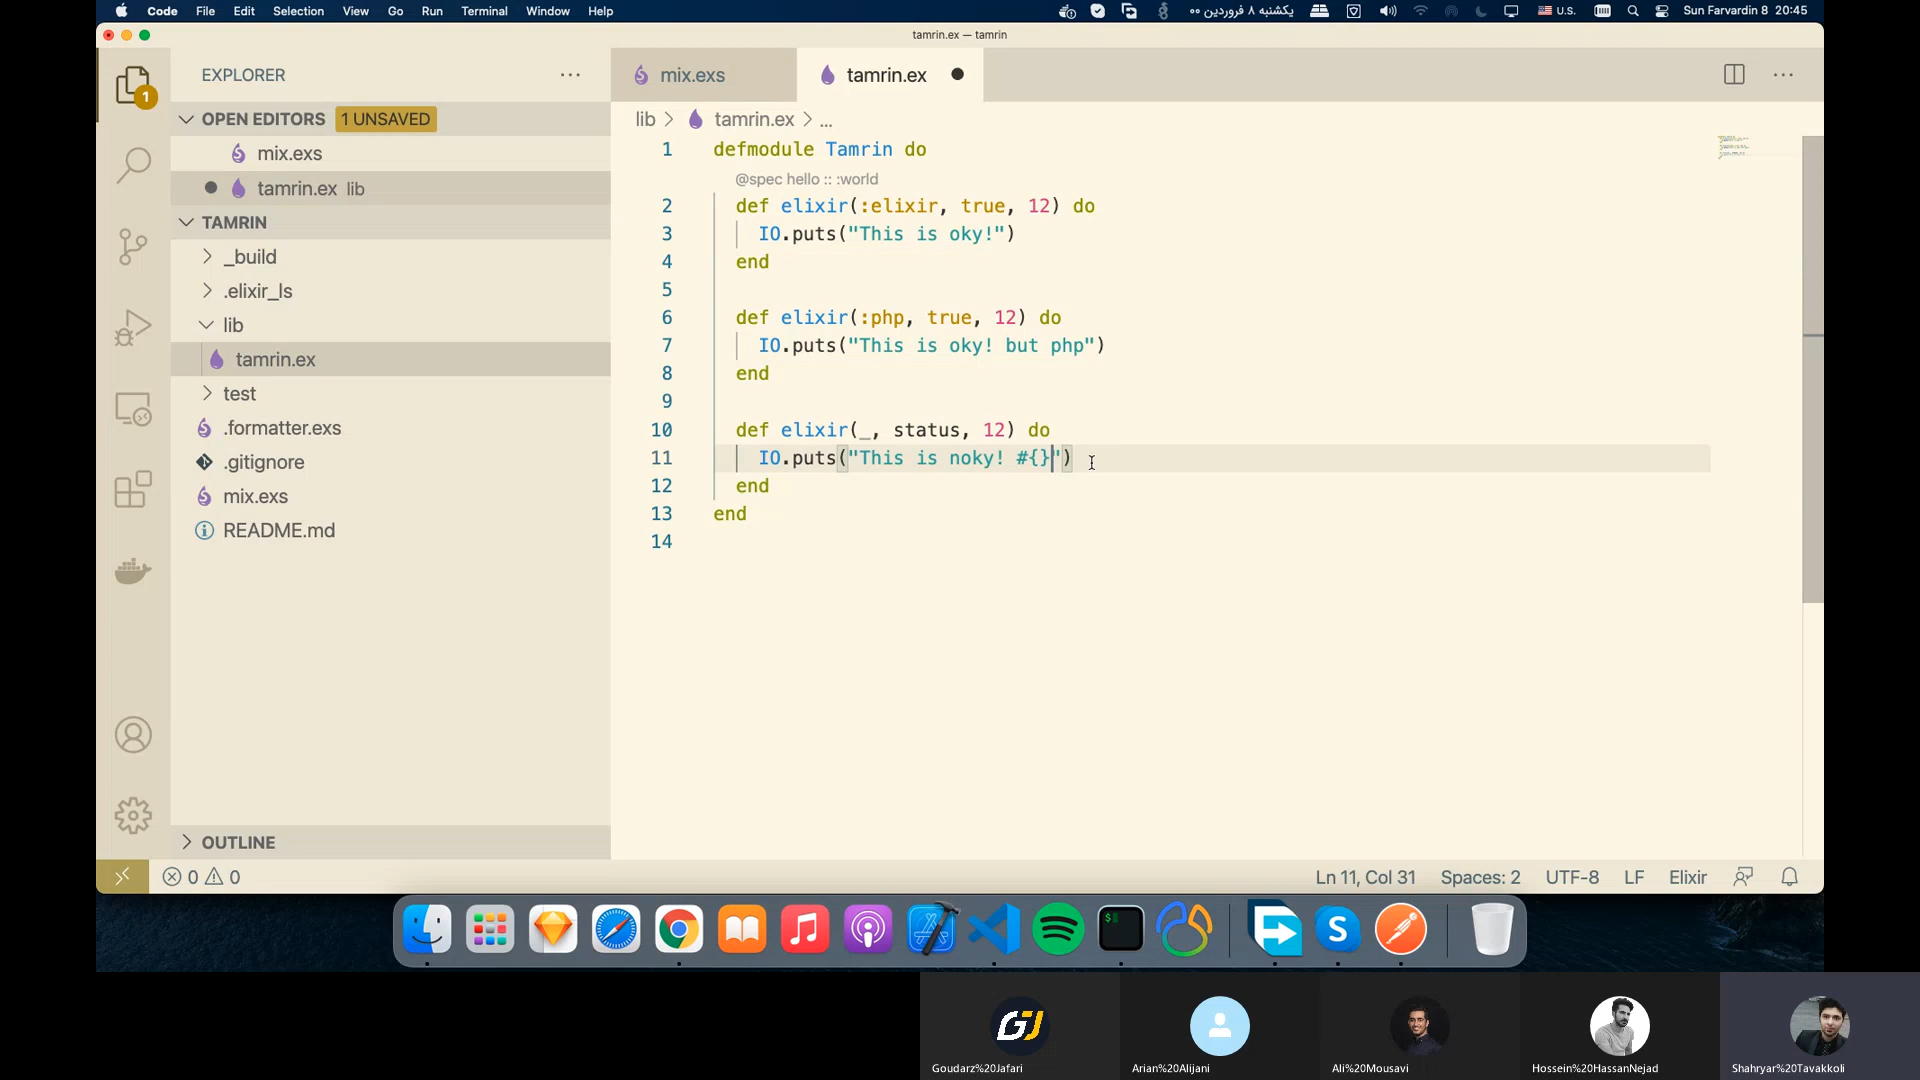 Code File Edit Selection View Go Run Terminal Window Help
یکشنبه ۸ فروردین ۰۰
U.S.
Sun Farvardin 8 20:45
tamrin.ex — tamrin
EXPLORER
OPEN EDITORS 1 UNSAVED
mix.exs
tamrin.ex lib
TAMRIN
_build
.elixir_ls
lib
tamrin.ex
test
.formatter.exs
.gitignore
mix.exs
README.md
OUTLINE
1
mix.exs
tamrin.ex
lib > tamrin.ex > ...
1 defmodule Tamrin do
@spec hello :: :world
2 def elixir(:elixir, true, 12) do
3 IO.puts("This is oky!")
4 end
5
6 def elixir(:php, true, 12) do
7 IO.puts("This is oky! but php")
8 end
9
10 def elixir(_, status, 12) do
11 IO.puts("This is noky! #{}")
12 end
13 end
14
0 0
Ln 11, Col 31 Spaces: 2 UTF-8 LF Elixir
GJ
Goudarz%20Jafari
Arian%20Alijani
Ali%20Mousavi
Hossein%20HassanNejad
Shahryar%20Tavakkoli